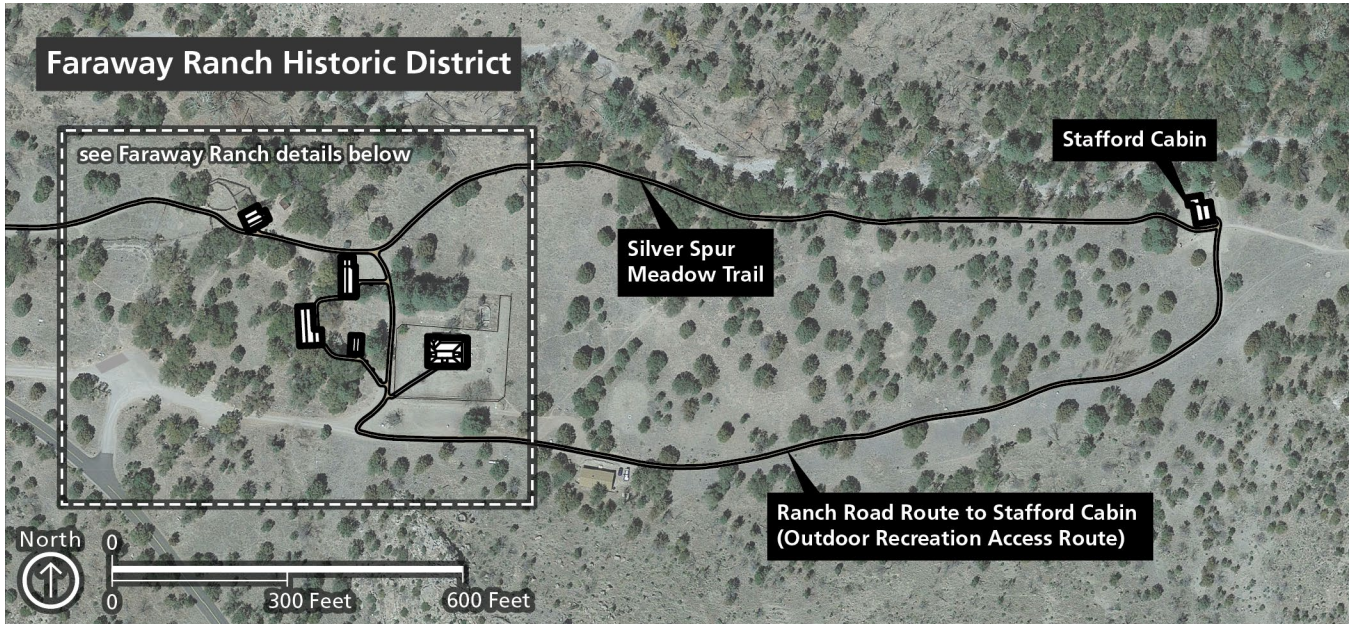 Faraway Ranch Historic District
see Faraway Ranch details below
Stafford Cabin
Silver Spur
Meadow Trail
Ranch Road Route to Stafford Cabin
(Outdoor Recreation Access Route)
North
0
0
300 Feet
600 Feet